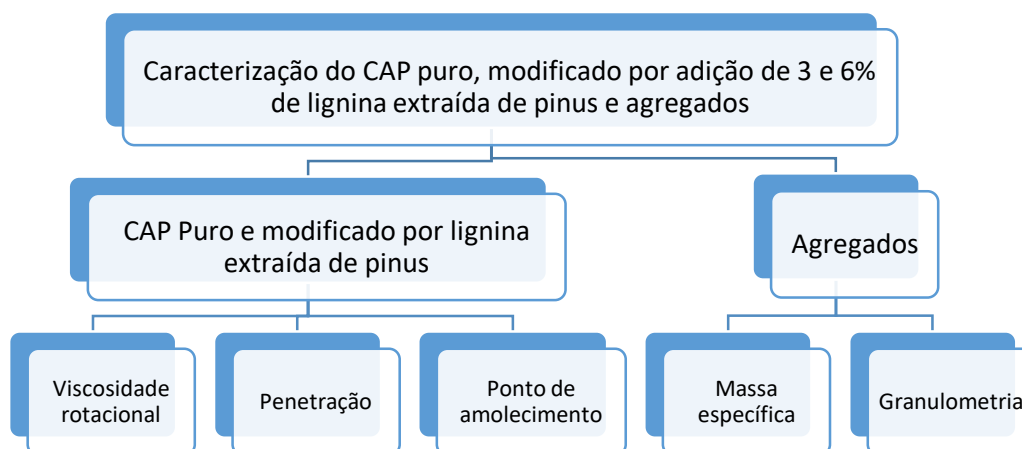 Caracterização do CAP puro, modificado por adição de 3 e 6%
de lignina extraída de pinus e agregados
CAP Puro e modificado por lignina
extraída de pinus
Agregados
Viscosidade
rotacional
Penetração
Ponto de
amolecimento
Massa
específica
Granulometria